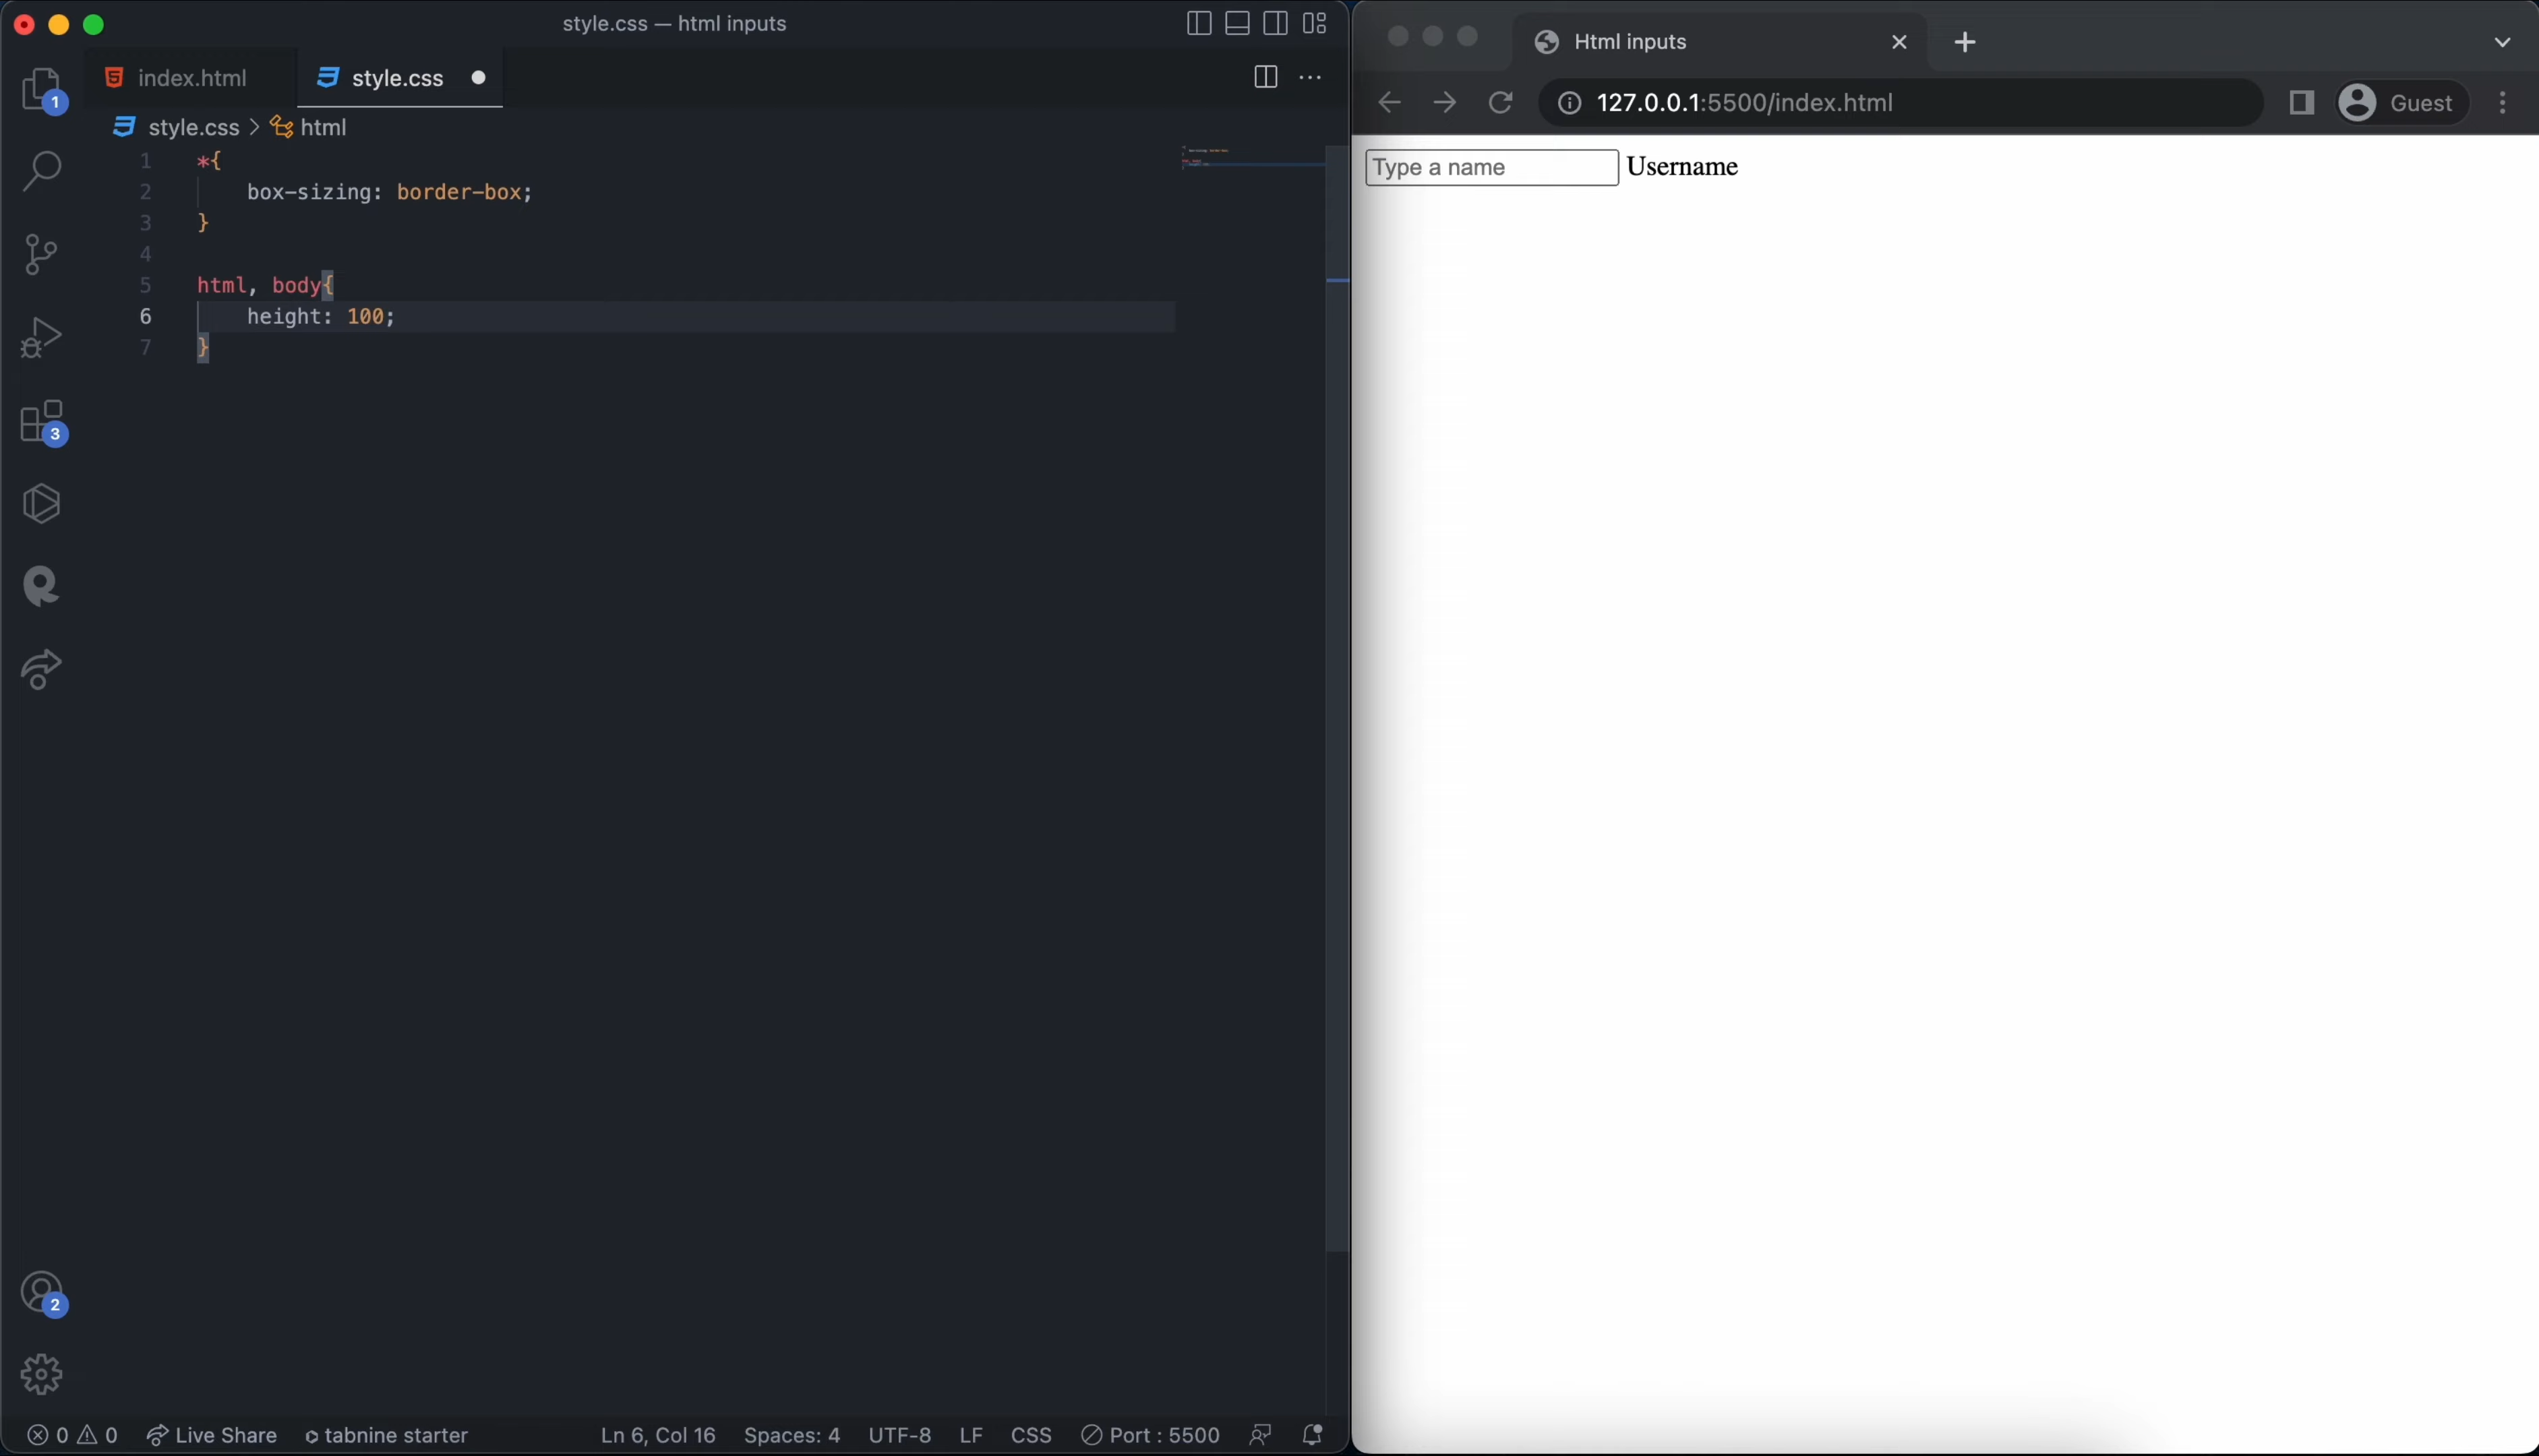 style.css — html inputs
index.html
style.css
style.css > html
1 *{
2 box-sizing: border-box;
3 }
4
5 html, body{
6 height: 100;
7 }
1
3
2
0 0 Live Share tabnine starter Ln 6, Col 16 Spaces: 4 UTF-8 LF CSS Port : 5500
Html inputs
127.0.0.1:5500/index.html
Guest
Type a name Username